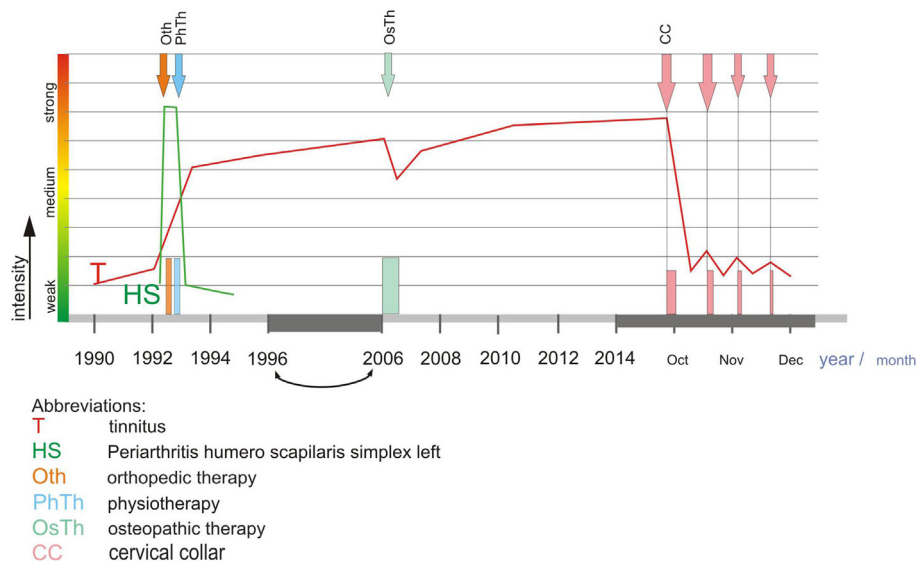 Oth
PhTh
OsTh
CC
strong
medium
weak
intensity
T
HS
1990 1992 1994 1996 2006 2008 2010 2012 2014 Oct Nov Dec year / month
Abbreviations:
T tinnitus
HS Periarthritis humero scapilaris simplex left
Oth orthopedic therapy
PhTh physiotherapy
OsTh osteopathic therapy
CC cervical collar